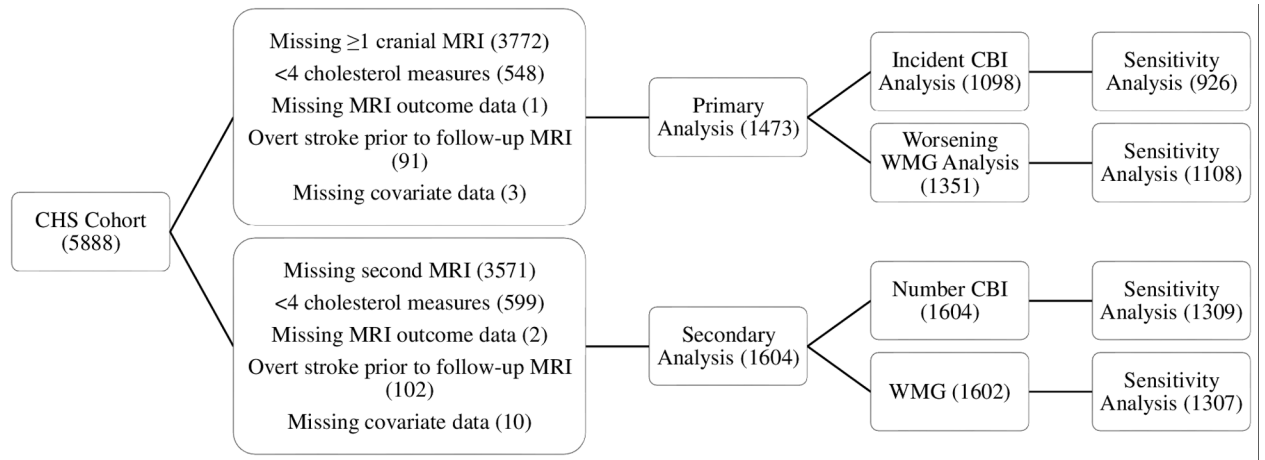 CHS Cohort
(5888)
Missing ≥1 cranial MRI (3772)
<4 cholesterol measures (548)
Missing MRI outcome data (1)
Overt stroke prior to follow-up MRI
(91)
Missing covariate data (3)
Primary
Analysis (1473)
Incident CBI
Analysis (1098)
Sensitivity
Analysis (926)
Worsening
WMG Analysis
(1351)
Sensitivity
Analysis (1108)
Missing second MRI (3571)
<4 cholesterol measures (599)
Missing MRI outcome data (2)
Overt stroke prior to follow-up MRI
(102)
Missing covariate data (10)
Secondary
Analysis (1604)
Number CBI
(1604)
Sensitivity
Analysis (1309)
WMG (1602)
Sensitivity
Analysis (1307)